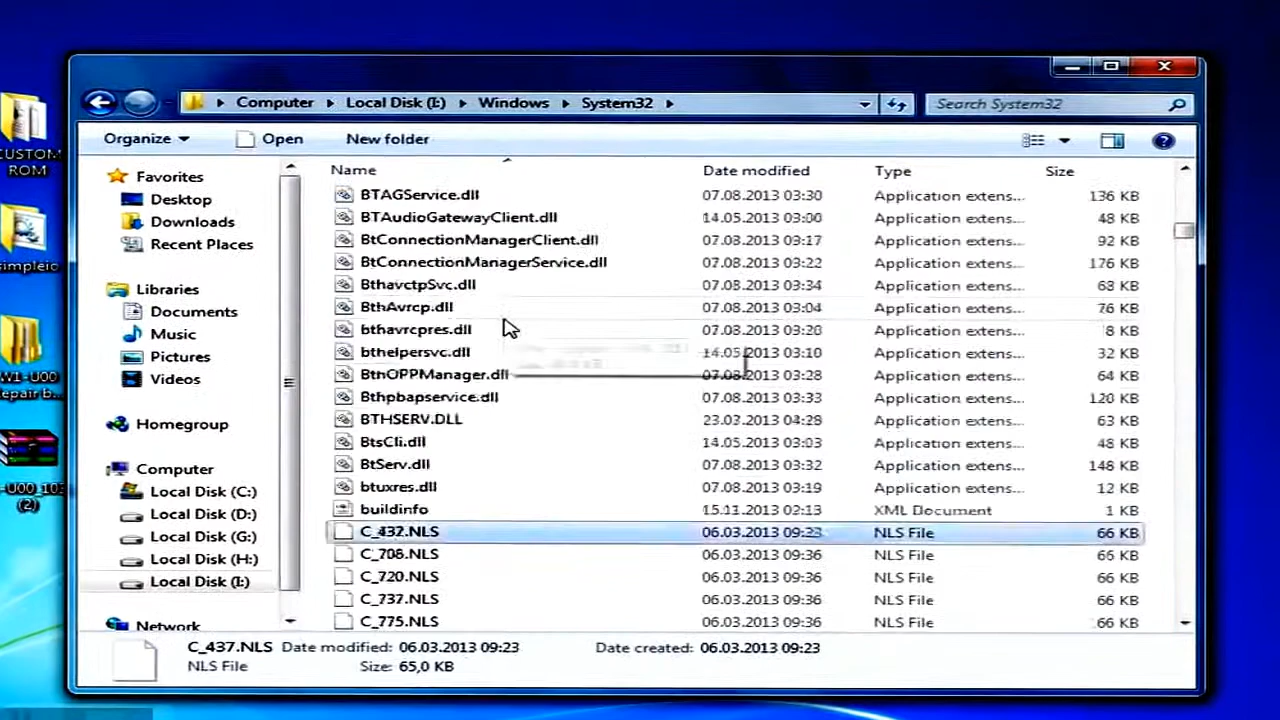 CUSTOM
ROM
simpleio
W1-U00
Repair b...
-U00_10
(2)
Computer Local Disk (I:) Windows System32 Search System32
Organize Open New folder
Favorites
Desktop
Downloads
Recent Places
Libraries
Documents
Music
Pictures
Videos
Homegroup
Computer
Local Disk (C:)
Local Disk (D:)
Local Disk (G:)
Local Disk (H:)
Local Disk (I:)
Network
Name Date modified Type Size
BTAGService.dll 07.08.2013 03:30 Application extens... 136 KB
BTAudioGatewayClient.dll 14.05.2013 03:00 Application extens... 48 KB
BtConnectionManagerClient.dll 07.08.2013 03:17 Application extens... 92 KB
BtConnectionManagerService.dll 07.08.2013 03:22 Application extens... 176 KB
BthavctpSvc.dll 07.08.2013 03:34 Application extens... 68 KB
BthAvrcp.dll 07.08.2013 03:04 Application extens... 76 KB
bthavrcpres.dll 07.08.2013 03:20 Application extens... 8 KB
bthelpersvc.dll 14.05.2013 03:10 Application extens... 32 KB
BthOPPManager.dll 07.08.2013 03:28 Application extens... 64 KB
Bthpbapservice.dll 07.08.2013 03:33 Application extens... 120 KB
BTHSERV.DLL 23.03.2013 04:28 Application extens... 63 KB
BtsCli.dll 14.05.2013 03:03 Application extens... 48 KB
BtServ.dll 07.08.2013 03:32 Application extens... 148 KB
btuxres.dll 07.08.2013 03:19 Application extens... 12 KB
buildinfo 15.11.2013 02:13 XML Document 1 KB
C_432.NLS 06.03.2013 09:23 NLS File 66 KB
C_708.NLS 06.03.2013 09:36 NLS File 66 KB
C_720.NLS 06.03.2013 09:36 NLS File 66 KB
C_737.NLS 06.03.2013 09:36 NLS File 66 KB
C_775.NLS 06.03.2013 09:36 NLS File 66 KB
C_437.NLS Date modified: 06.03.2013 09:23 Date created: 06.03.2013 09:23
NLS File Size: 65,0 KB